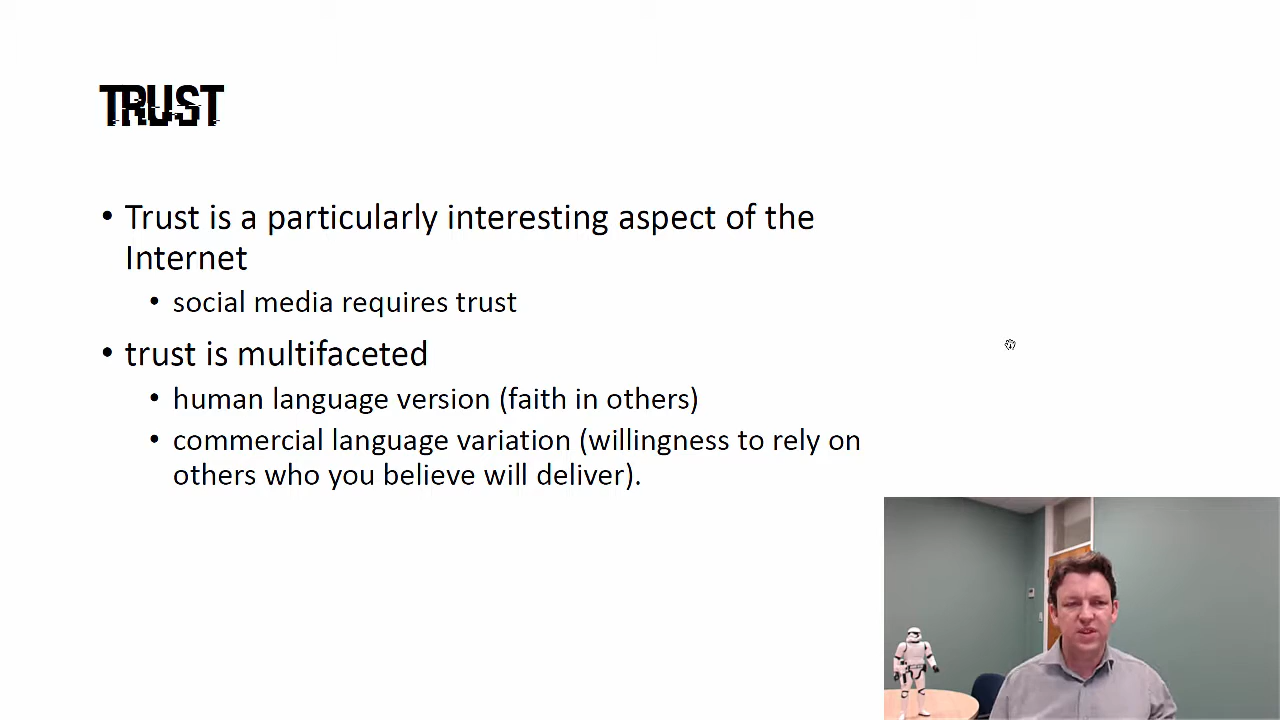 TRUST
• Trust is a particularly interesting aspect of the
Internet
• social media requires trust
• trust is multifaceted
• human language version (faith in others)
• commercial language variation (willingness to rely on
others who you believe will deliver).